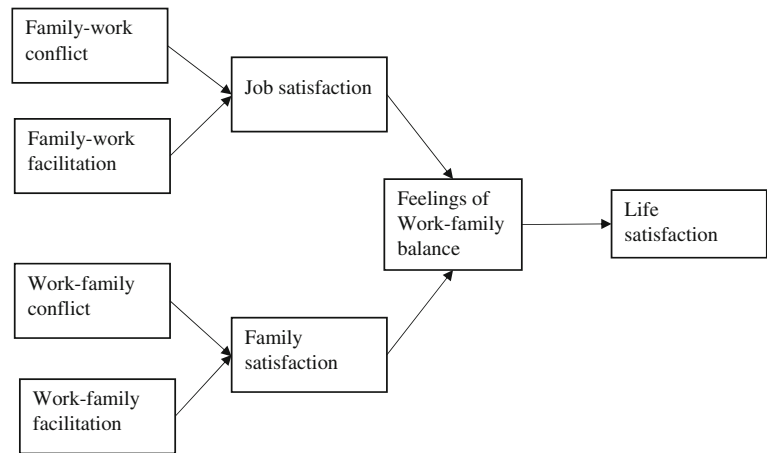 Family-work
conflict
Job satisfaction
Family-work
facilitation
Feelings of
Work-family
balance
Life
satisfaction
Work-family
conflict
Family
satisfaction
Work-family
facilitation